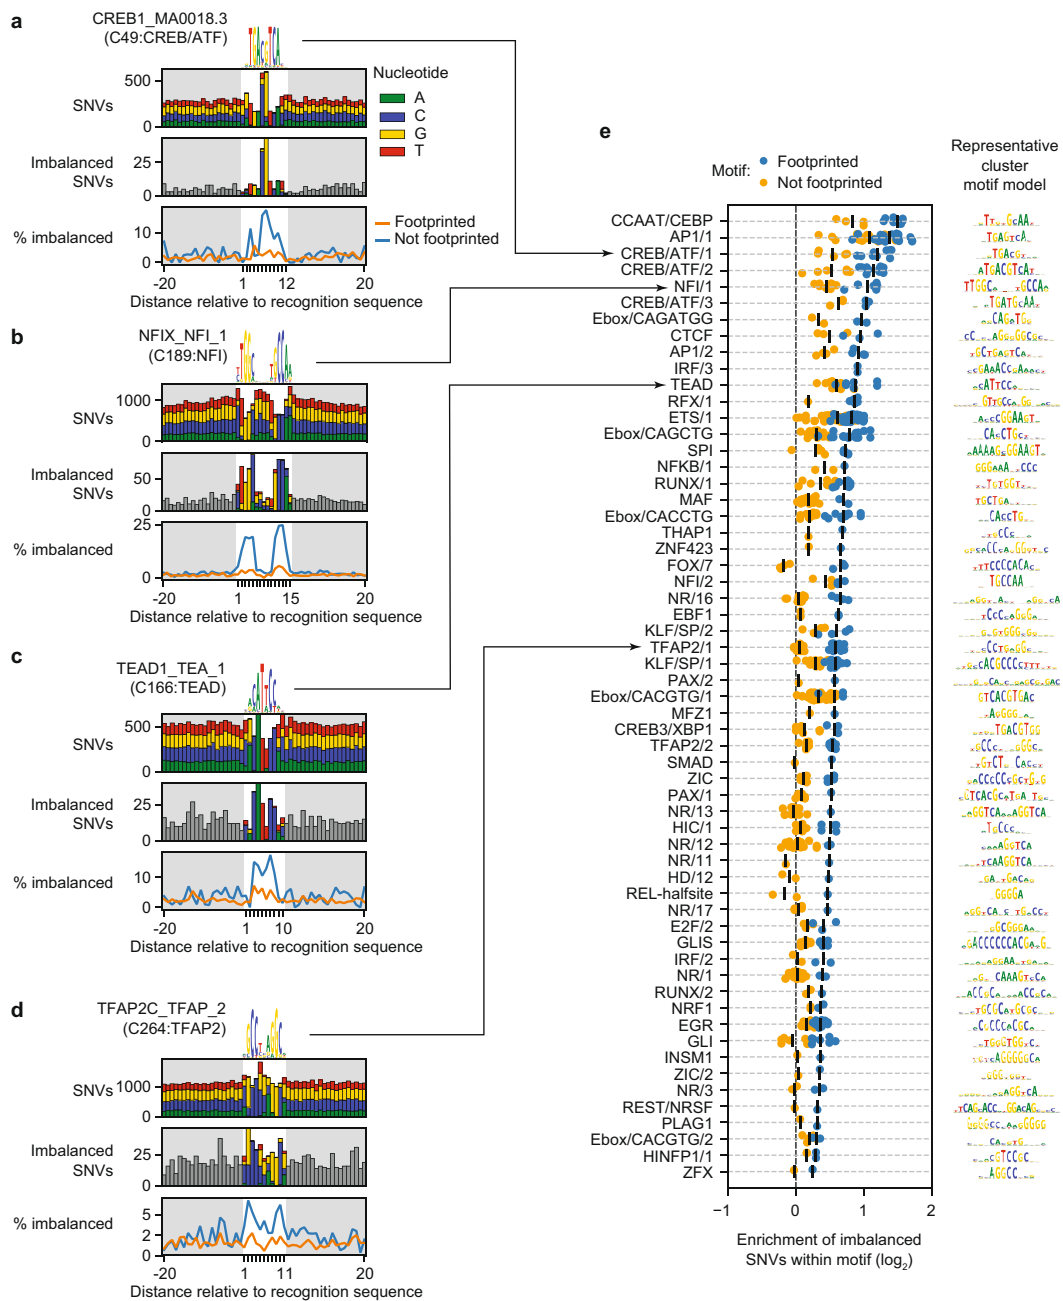 a
CREB1_MA0018.3
(C49:CREB/ATF)
Nucleotide
A
C
G
T
500
0
SNVs
25
0
Imbalanced
SNVs
Footprinted
Not footprinted
10
0
% imbalanced
-20
1
12
20
Distance relative to recognition sequence
b
NFIX_NFI_1
(C189:NFI)
1000
0
SNVs
50
0
Imbalanced
SNVs
25
0
% imbalanced
-20
1
15
20
Distance relative to recognition sequence
c
TEAD1_TEA_1
(C166:TEAD)
500
0
SNVs
25
0
Imbalanced
SNVs
10
0
% imbalanced
-20
1
10
20
Distance relative to recognition sequence
d
TFAP2C_TFAP_2
(C264:TFAP2)
1000
0
SNVs
25
0
Imbalanced
SNVs
5
2
0
% imbalanced
-20
1
11
20
Distance relative to recognition sequence
e
Motif:
Footprinted
Not footprinted
Representative
cluster
motif model
CCAAT/CEBP
AP1/1
CREB/ATF/1
CREB/ATF/2
NFI/1
CREB/ATF/3
Ebox/CAGATGG
CTCF
AP1/2
IRF/3
TEAD
RFX/1
ETS/1
Ebox/CAGCTG
SPI
NFKB/1
RUNX/1
MAF
Ebox/CACCTG
THAP1
ZNF423
FOX/7
NFI/2
NR/16
EBF1
KLF/SP/2
TFAP2/1
KLF/SP/1
PAX/2
Ebox/CACGTG/1
MFZ1
CREB3/XBP1
TFAP2/2
SMAD
ZIC
PAX/1
NR/13
HIC/1
NR/12
NR/11
HD/12
REL-halfsite
NR/17
E2F/2
GLIS
IRF/2
NR/1
RUNX/2
NRF1
EGR
GLI
INSM1
ZIC/2
NR/3
REST/NRSF
PLAG1
Ebox/CACGTG/2
HINFP1/1
ZFX
−1
0
1
2
Enrichment of imbalanced
SNVs within motif (log2)